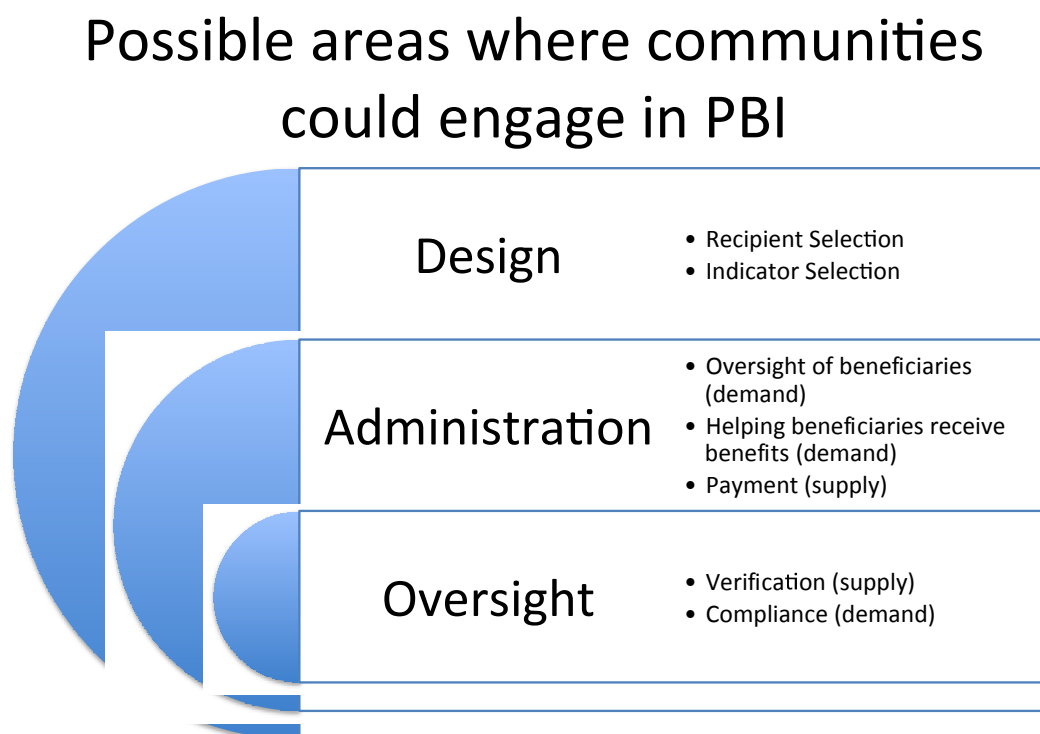 Possible areas where communities
could engage in PBI
Design
• Recipient Selection
• Indicator Selection
Administration
• Oversight of beneficiaries
(demand)
• Helping beneficiaries receive
benefits (demand)
• Payment (supply)
Oversight
• Verification (supply)
• Compliance (demand)